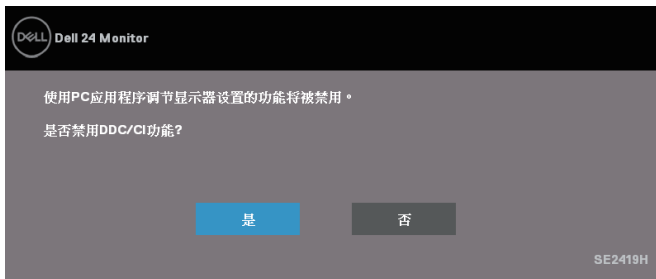 DELL Dell 24 Monitor
使用PC应用程序调节显示器设置的功能将被禁用。
是否禁用DDC/CI功能?
是 否
SE2419H